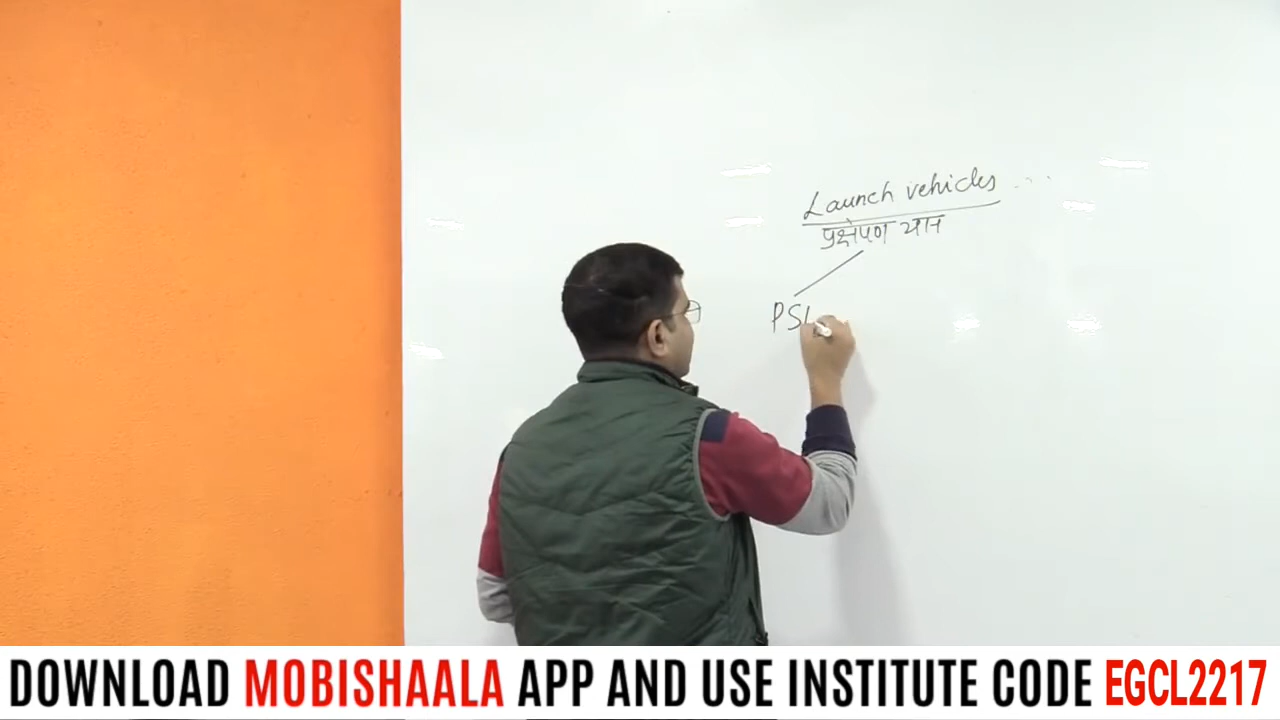 Launch vehicles ...
प्रक्षेपण यान
PSL
DOWNLOAD MOBISHAALA APP AND USE INSTITUTE CODE EGCL2217